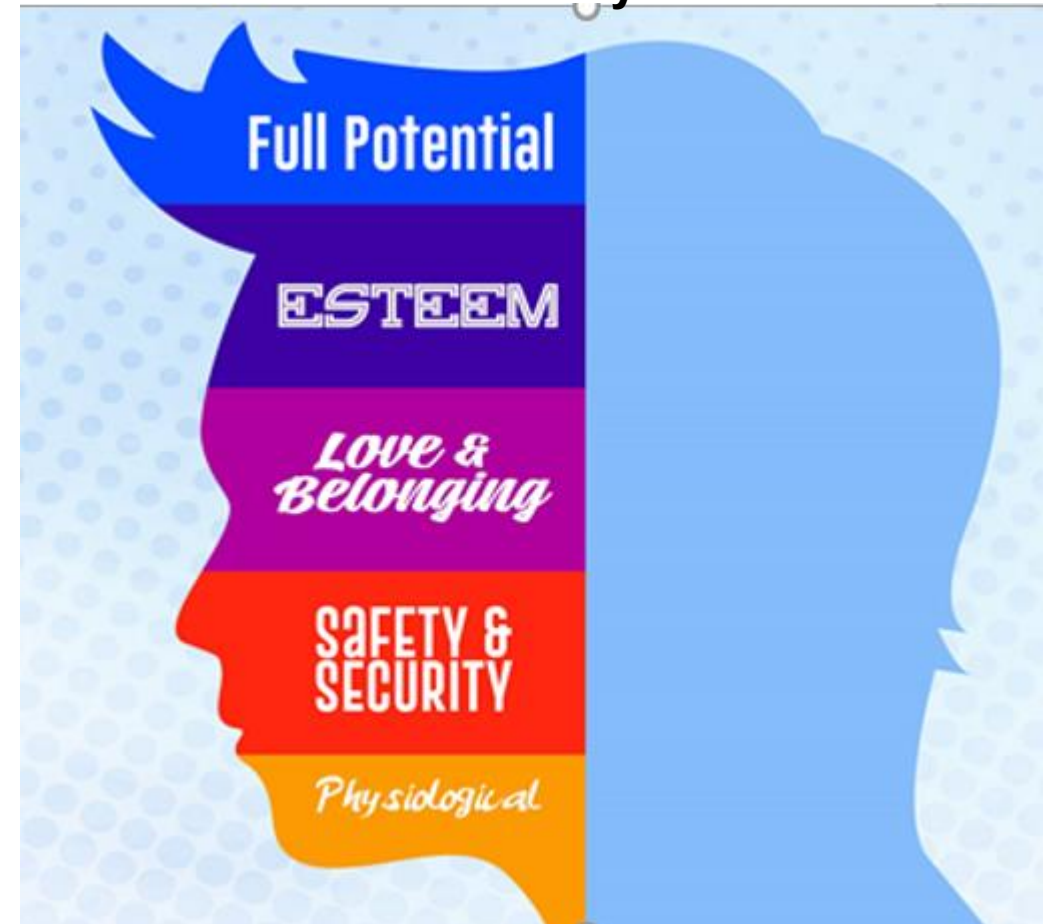 Full Potential
ESTEEM
Love &
Belonging
SaFETY &
SECURITY
Physiological